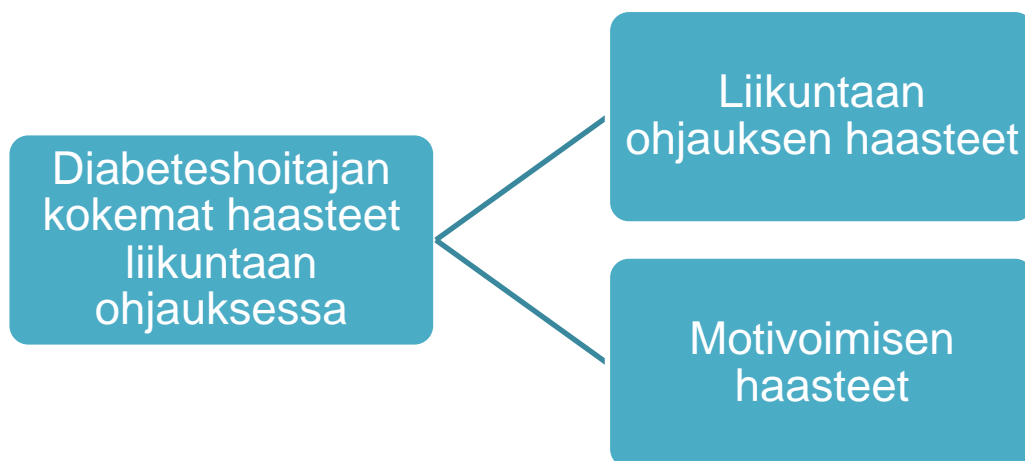 Diabeteshoitajan
kokemat haasteet
liikuntaan
ohjauksessa
Liikuntaan
ohjauksen haasteet
Motivoimisen
haasteet